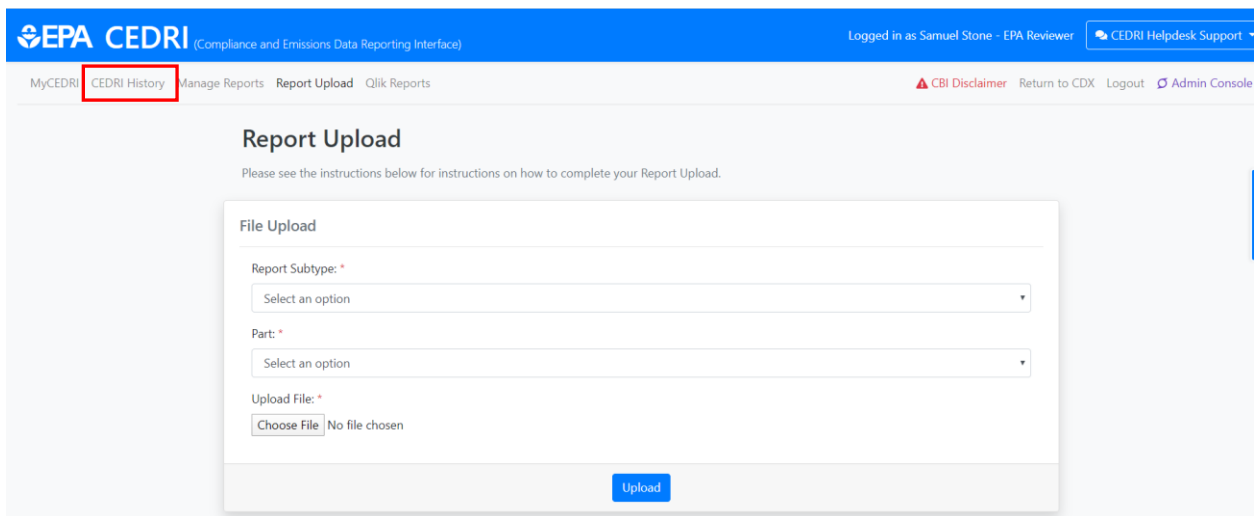 EPA CEDRI (Compliance and Emissions Data Reporting Interface) Logged in as Samuel Stone - EPA Reviewer CEDRI Helpdesk Support
MyCEDRI CEDRI History Manage Reports Report Upload Qlik Reports CBI Disclaimer Return to CDX Logout Admin Console
Report Upload
Please see the instructions below for instructions on how to complete your Report Upload.
File Upload
Report Subtype: *
Select an option
Part: *
Select an option
Upload File: *
Choose File No file chosen
Upload